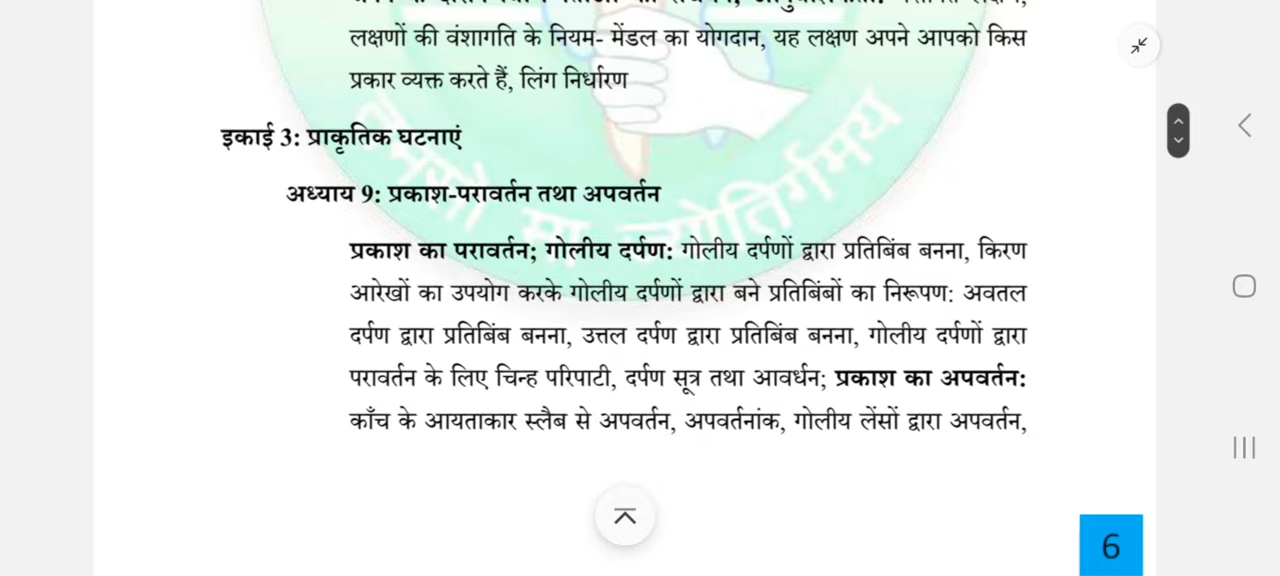 लक्षणों की वंशागति के नियम- मेंडल का योगदान, यह लक्षण अपने आपको किस
प्रकार व्यक्त करते हैं, लिंग निर्धारण
इकाई 3: प्राकृतिक घटनाएं
अध्याय 9: प्रकाश-परावर्तन तथा अपवर्तन
प्रकाश का परावर्तन; गोलीय दर्पण: गोलीय दर्पणों द्वारा प्रतिबिंब बनना, किरण
आरेखों का उपयोग करके गोलीय दर्पणों द्वारा बने प्रतिबिंबों का निरूपण: अवतल
दर्पण द्वारा प्रतिबिंब बनना, उत्तल दर्पण द्वारा प्रतिबिंब बनना, गोलीय दर्पणों द्वारा
परावर्तन के लिए चिन्ह परिपाटी, दर्पण सूत्र तथा आवर्धन; प्रकाश का अपवर्तन:
काँच के आयताकार स्लैब से अपवर्तन, अपवर्तनांक, गोलीय लेंसों द्वारा अपवर्तन,
तमसो मा ज्योतिर्गमय
6